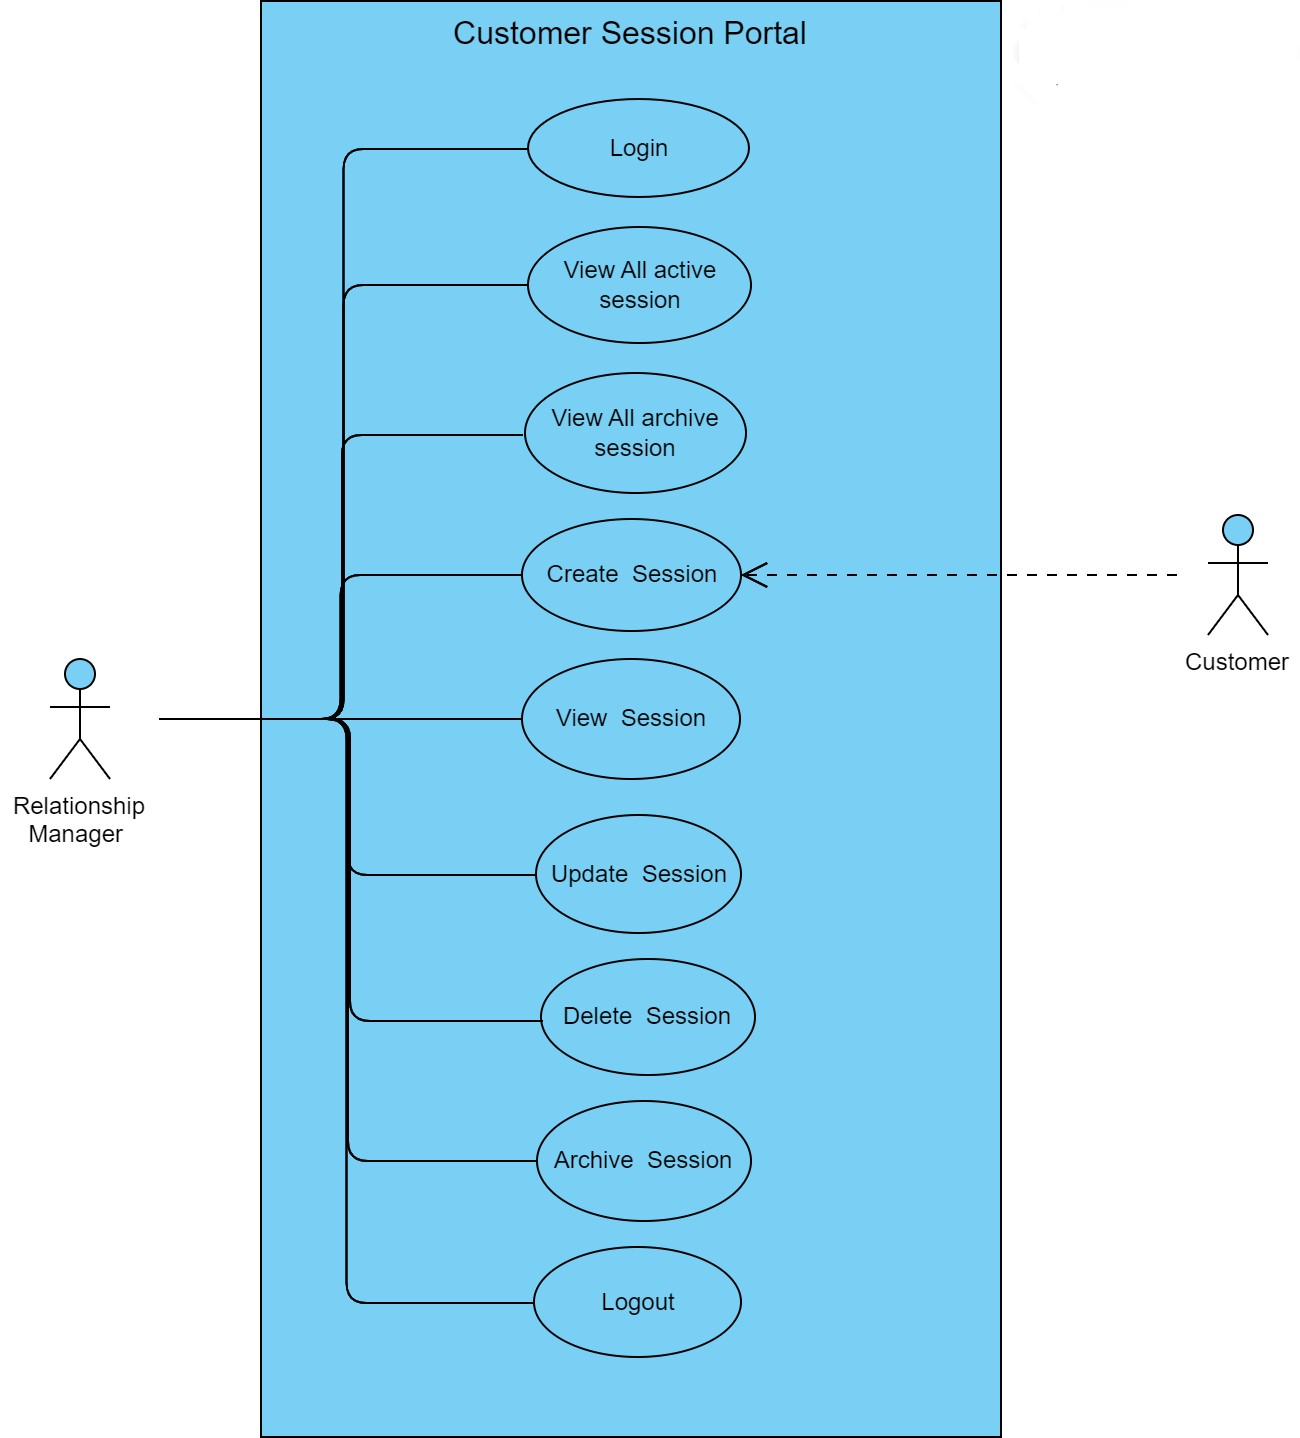 Customer Session Portal
Login
View All active
session
View All archive
session
Create  Session
Customer
View  Session
Relationship
Manager
Update  Session
Delete  Session
Archive  Session
Logout